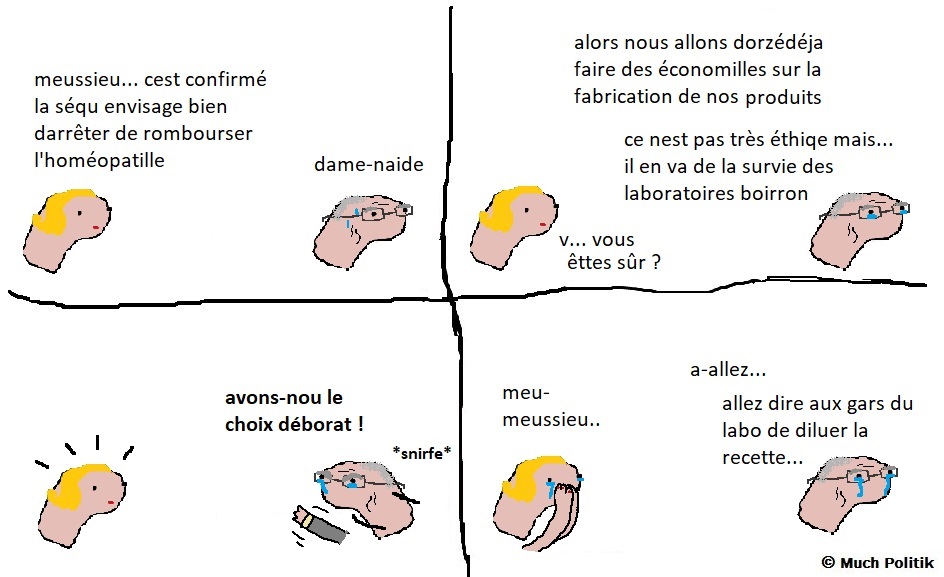 meussieu... cest confirmé
la séqu envisage bien
darrêter de rombourser
l'homéopatille
dame-naide
alors nous allons dorzédéja
faire des économilles sur la
fabrication de nos produits
ce nest pas très éthiqe mais...
il en va de la survie des
laboratoires boirron
v... vous
êttes sûr ?
avons-nou le
choix déborat !
*snirfe*
meu-
meussieu..
a-allez...
allez dire aux gars du
labo de diluer la
recette...
© Much Politik